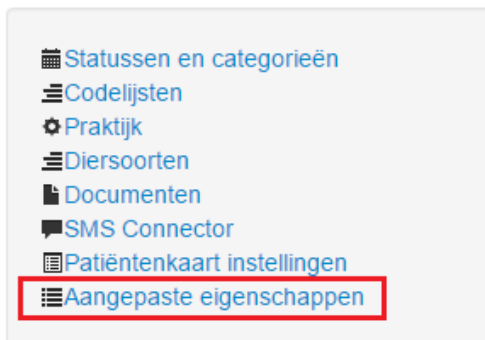 Statussen en categorieën
Codelijsten
Praktijk
Diersoorten
Documenten
SMS Connector
Patiëntenkaart instellingen
Aangepaste eigenschappen